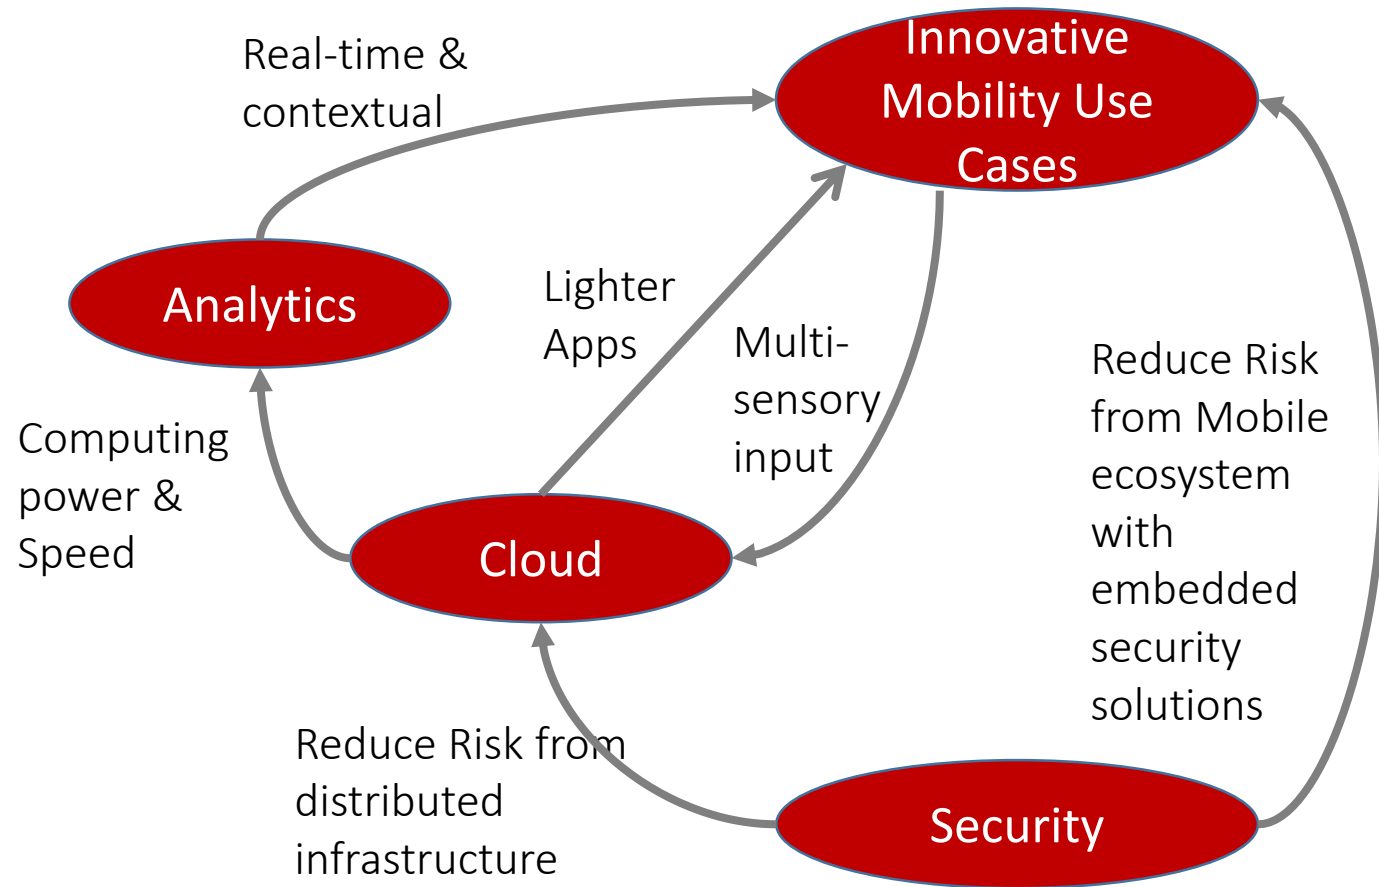 Real-time &
contextual
Innovative
Mobility Use
Cases
Analytics
Lighter
Apps
Multi-
sensory
input
Reduce Risk
from Mobile
ecosystem
with
embedded
security
solutions
Computing
power &
Speed
Cloud
Reduce Risk from
distributed
infrastructure
Security